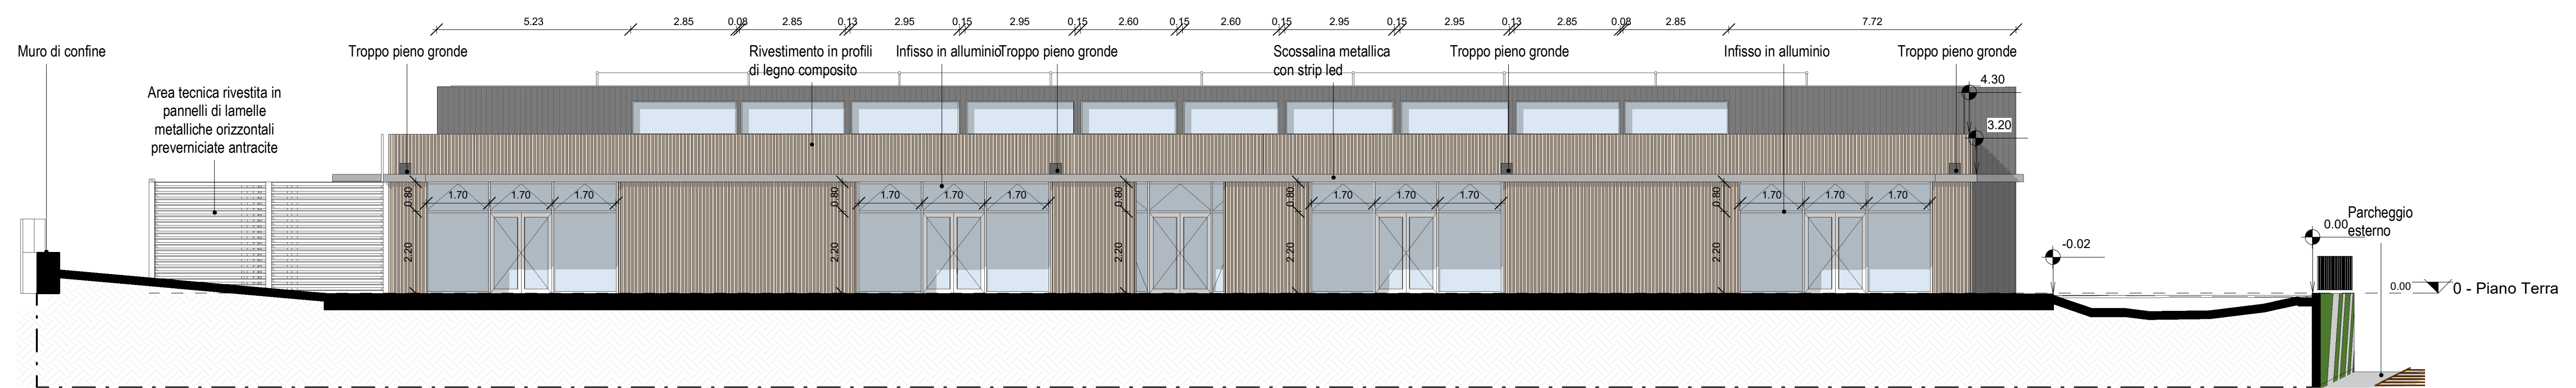 5.23 2.85 0.08 2.85 0.13 2.95 0.15 2.95 0.15 2.60 0.15 2.60 0.15 2.95 0.15 2.95 0.13 2.85 0.08 2.85 7.72
Muro di confine
Troppo pieno gronde
Rivestimento in profili
di legno composito
Infisso in alluminio
Troppo pieno gronde
Scossalina metallica
con strip led
Troppo pieno gronde
Infisso in alluminio
Troppo pieno gronde
4.30
3.20
Area tecnica rivestita in
pannelli di lamelle
metalliche orizzontali
preverniciate antracite
0.80 1.70 1.70 1.70 0.80 1.70 1.70 1.70 0.80 0.80 1.70 1.70 1.70 0.80 1.70 1.70 1.70
2.20 2.20 2.20 2.20 2.20
-0.02
0.00
Parcheggio
esterno
0.00
0 - Piano Terra